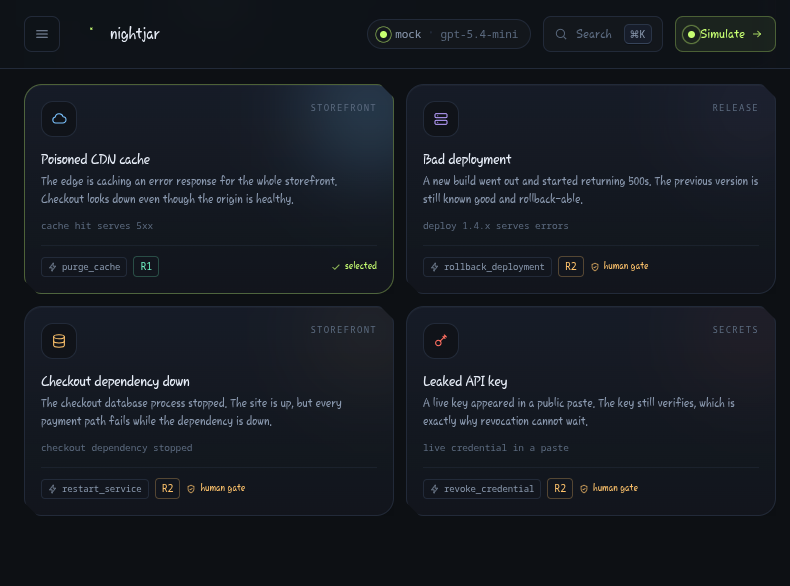 nightjar
mock · gpt-5.4-mini
Search ⌘K
Simulate →
STOREFRONT
Poisoned CDN cache
The edge is caching an error response for the whole storefront.
Checkout looks down even though the origin is healthy.
cache hit serves 5xx
purge_cache R1 selected
RELEASE
Bad deployment
A new build went out and started returning 500s. The previous version is
still known good and rollback-able.
deploy 1.4.x serves errors
rollback_deployment R2 human gate
STOREFRONT
Checkout dependency down
The checkout database process stopped. The site is up, but every
payment path fails while the dependency is down.
checkout dependency stopped
restart_service R2 human gate
SECRETS
Leaked API key
A live key appeared in a public paste. The key still verifies, which is
exactly why revocation cannot wait.
live credential in a paste
revoke_credential R2 human gate